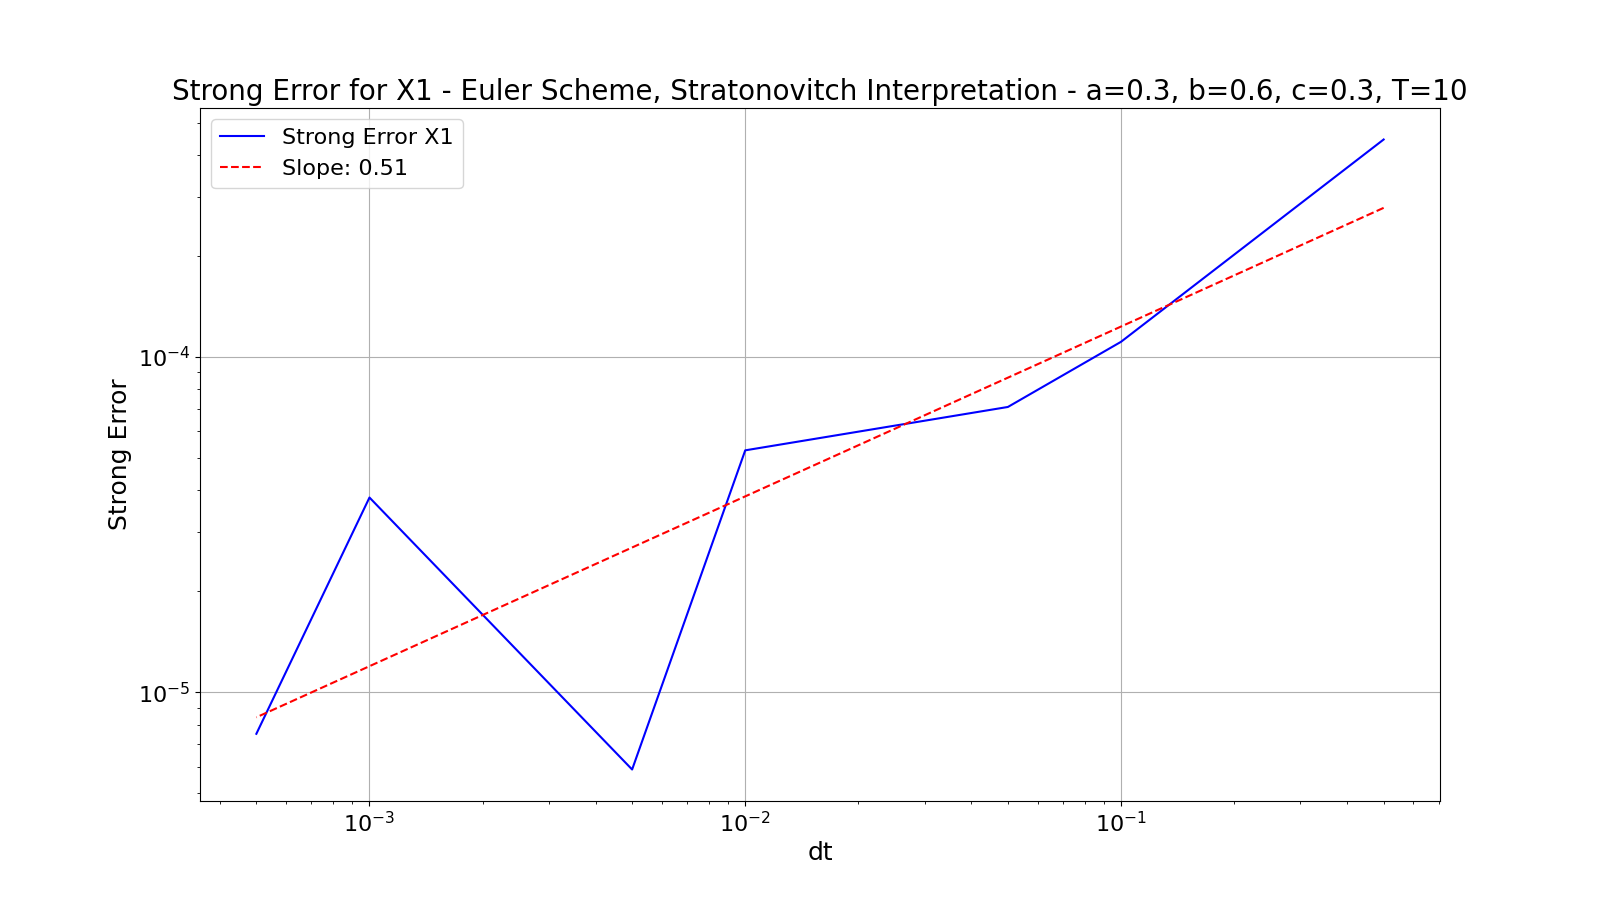 Strong Error for X1 - Euler Scheme, Stratonovitch Interpretation - a=0.3, b=0.6, c=0.3, T=10
Strong Error X1
Slope: 0.51
10⁻⁴
10⁻⁵
Strong Error
10⁻³
10⁻²
10⁻¹
dt